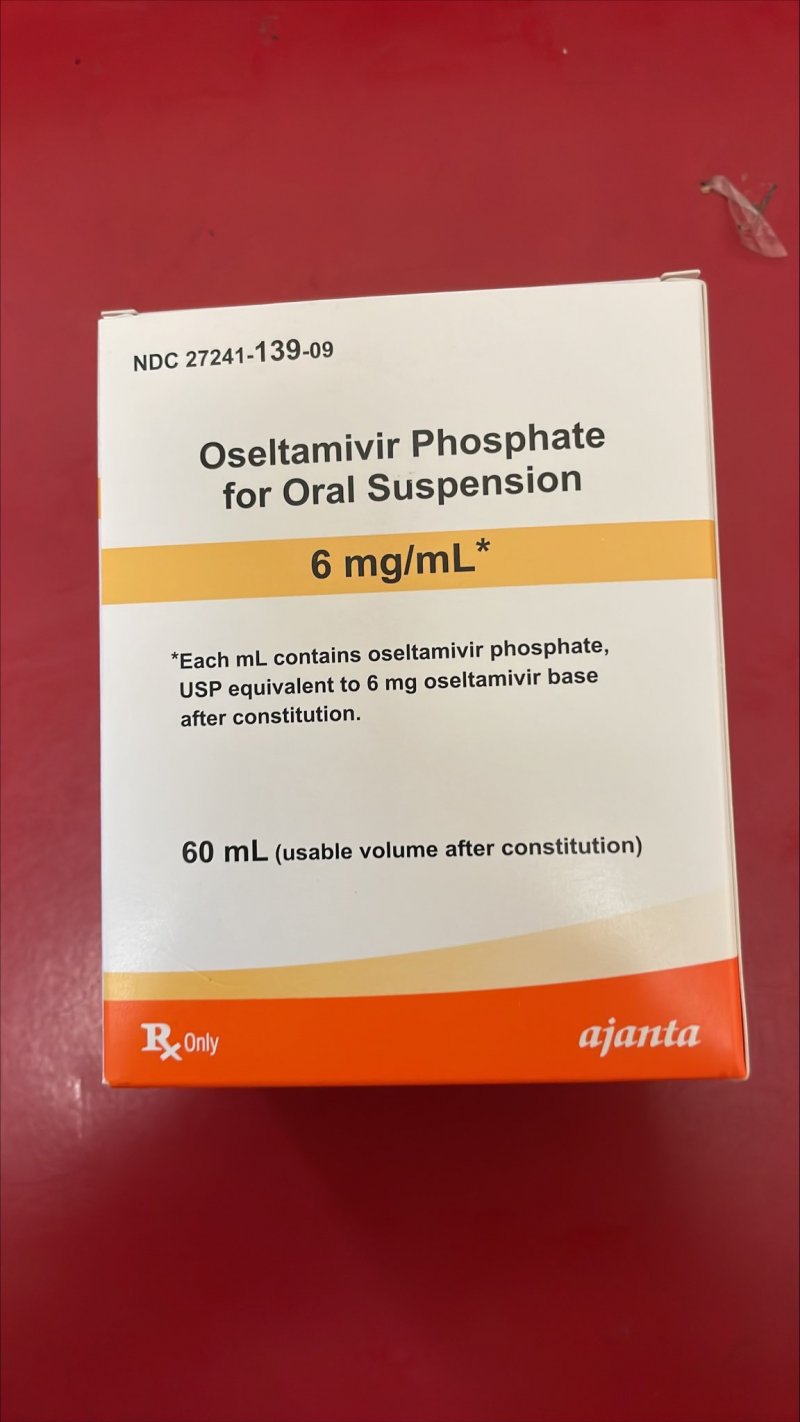 NDC 27241-139-09
Oseltamivir Phosphate
for Oral Suspension
6 mg/mL*
*Each mL contains oseltamivir phosphate,
USP equivalent to 6 mg oseltamivir base
after constitution.
60 mL (usable volume after constitution)
Rx Only
ajanta